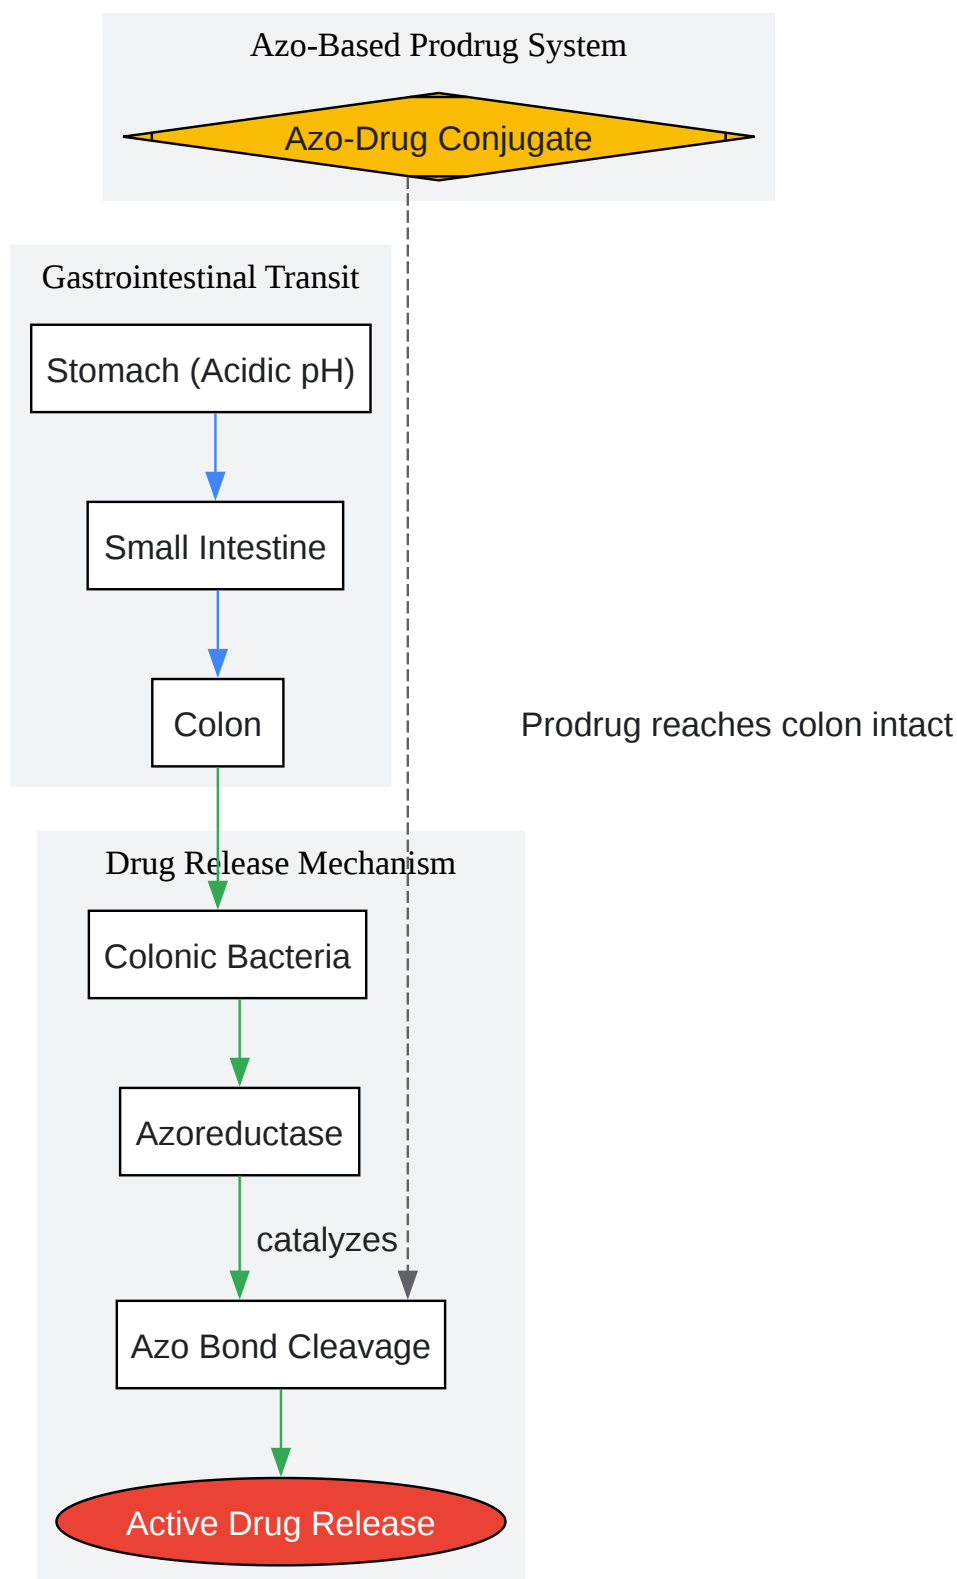 Azo-Based Prodrug System
Azo-Drug Conjugate
Gastrointestinal Transit
Stomach (Acidic pH)
Small Intestine
Colon
Prodrug reaches colon intact
Drug Release Mechanism
Colonic Bacteria
Azoreductase
catalyzes
Azo Bond Cleavage
Active Drug Release